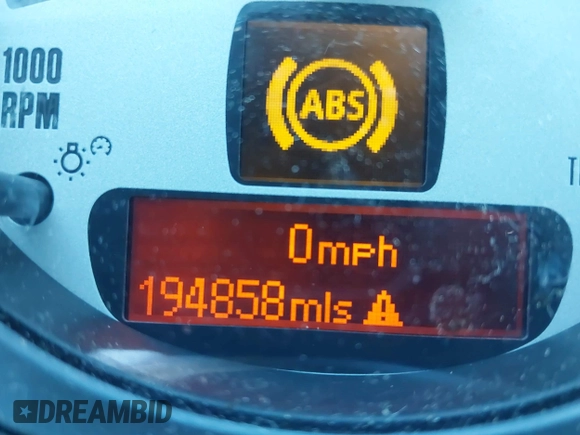 1000
RPM
ABS
0mph
194858mls
DREAMBID